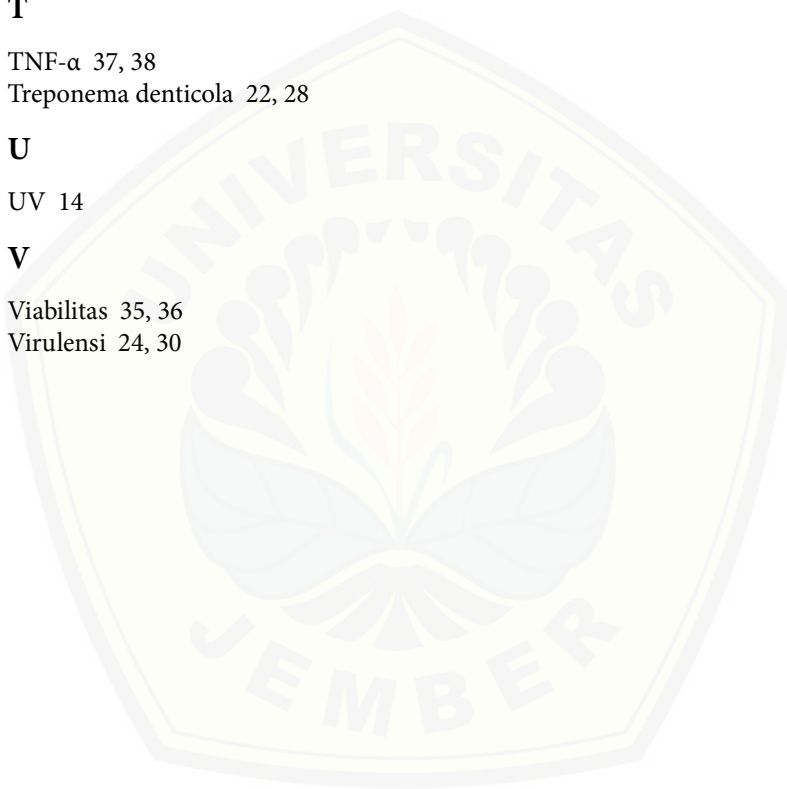 T
TNF-α 37, 38
Treponema denticola 22, 28
U
UV 14
V
Viabilitas 35, 36
Virulensi 24, 30
UNIVERSITAS
JEMBER